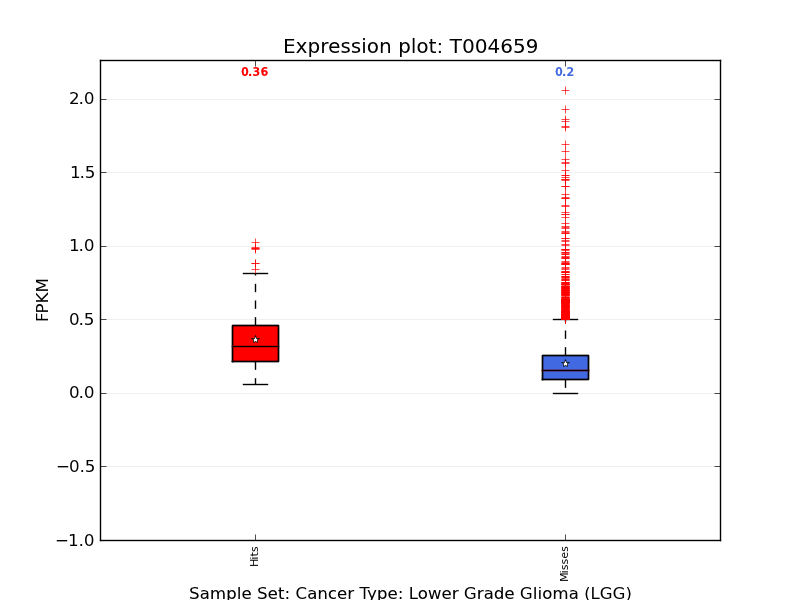 Expression plot: T004659
0.36
0.2
2.0
1.5
1.0
0.5
0.0
−0.5
−1.0
FPKM
Hits
Misses
Sample Set: Cancer Type: Lower Grade Glioma (LGG)